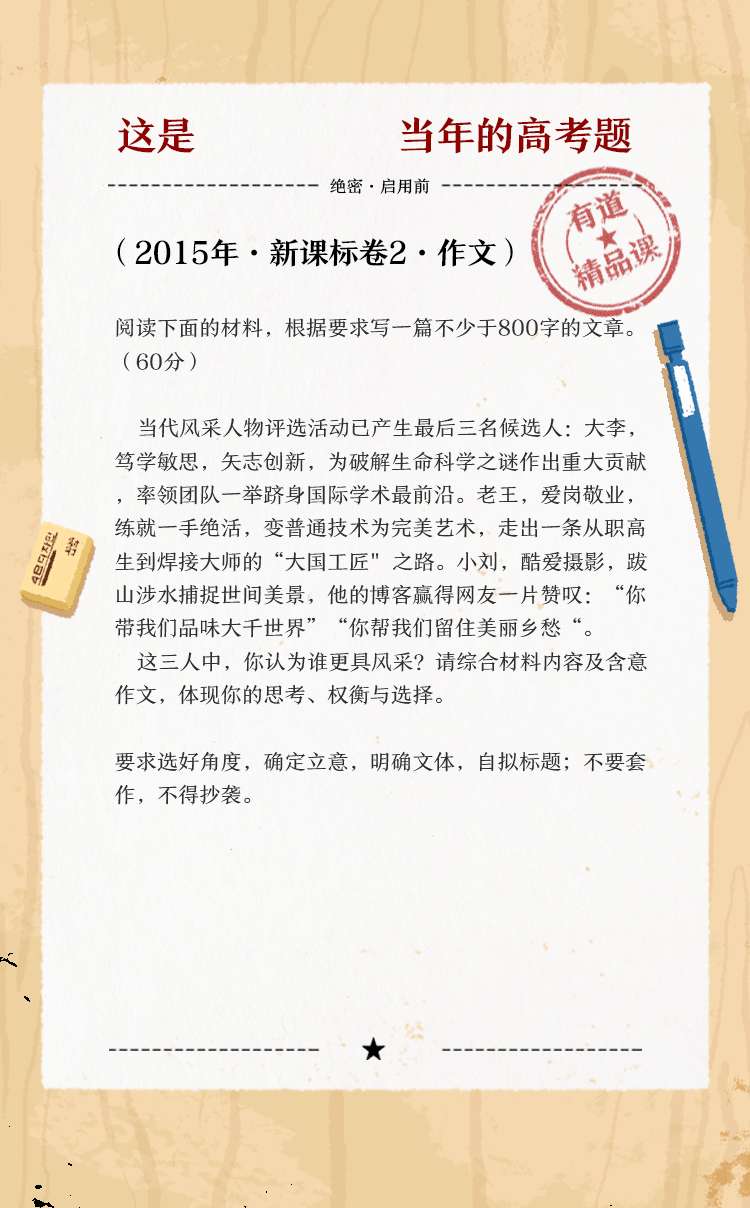 这是 当年的高考题
绝密·启用前
有道
精品课
（2015年·新课标卷2·作文）
阅读下面的材料，根据要求写一篇不少于800字的文章。
（60分）
当代风采人物评选活动已产生最后三名候选人：大李，
笃学敏思，矢志创新，为破解生命科学之谜作出重大贡献
，率领团队一举跻身国际学术最前沿。老王，爱岗敬业，
练就一手绝活，变普通技术为完美艺术，走出一条从职高
生到焊接大师的“大国工匠"之路。小刘，酷爱摄影，跋
山涉水捕捉世间美景，他的博客赢得网友一片赞叹：“你
带我们品味大千世界”“你帮我们留住美丽乡愁“。
这三人中，你认为谁更具风采？请综合材料内容及含意
作文，体现你的思考、权衡与选择。
要求选好角度，确定立意，明确文体，自拟标题；不要套
作，不得抄袭。